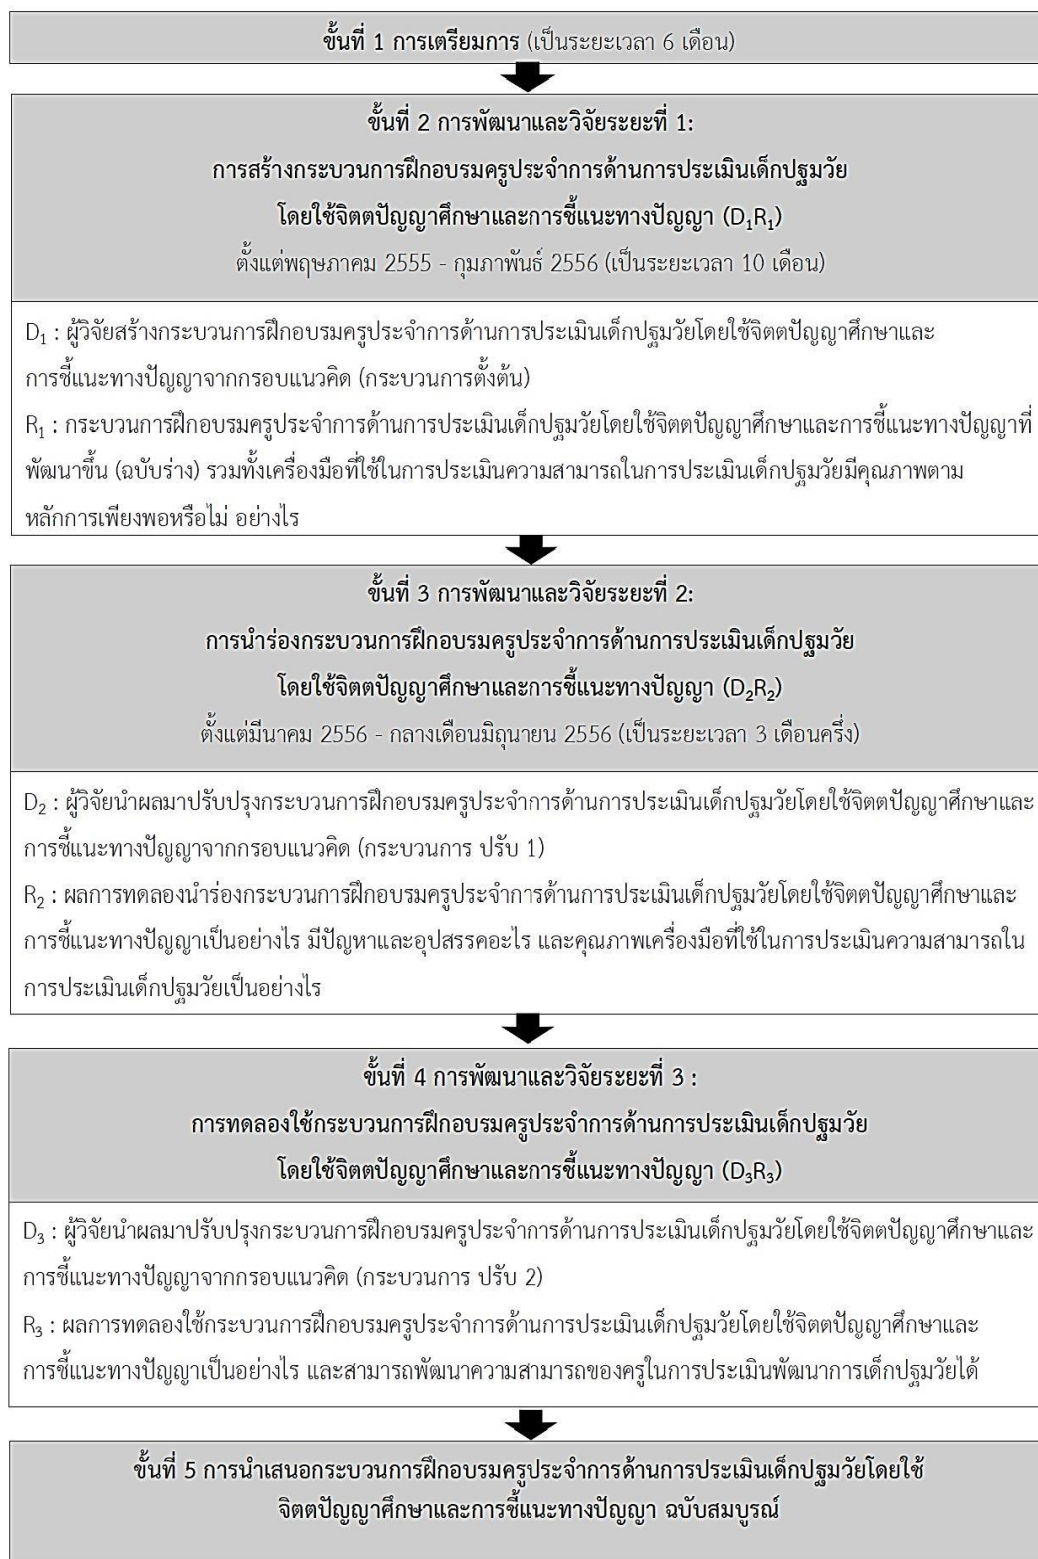 ขั้นที่ 1 การเตรียมการ (เป็นระยะเวลา 6 เดือน)
ขั้นที่ 2 การพัฒนาและวิจัยระยะที่ 1:
การสร้างกระบวนการฝึกอบรมครูประจำการด้านการประเมินเด็กปฐมวัย
โดยใช้จิตตปัญญาศึกษาและการชี้แนะทางปัญญา (D₁R₁)
ตั้งแต่พฤษภาคม 2555 - กุมภาพันธ์ 2556 (เป็นระยะเวลา 10 เดือน)
D₁ : ผู้วิจัยสร้างกระบวนการฝึกอบรมครูประจำการด้านการประเมินเด็กปฐมวัยโดยใช้จิตตปัญญาศึกษาและ
การชี้แนะทางปัญญาจากกรอบแนวคิด (กระบวนการตั้งต้น)
R₁ : กระบวนการฝึกอบรมครูประจำการด้านการประเมินเด็กปฐมวัยโดยใช้จิตตปัญญาศึกษาและการชี้แนะทางปัญญาที่
พัฒนาขึ้น (ฉบับร่าง) รวมทั้งเครื่องมือที่ใช้ในการประเมินความสามารถในการประเมินเด็กปฐมวัยมีคุณภาพตาม
หลักการเพียงพอหรือไม่ อย่างไร
ขั้นที่ 3 การพัฒนาและวิจัยระยะที่ 2:
การนำร่องกระบวนการฝึกอบรมครูประจำการด้านการประเมินเด็กปฐมวัย
โดยใช้จิตตปัญญาศึกษาและการชี้แนะทางปัญญา (D₂R₂)
ตั้งแต่มีนาคม 2556 - กลางเดือนมิถุนายน 2556 (เป็นระยะเวลา 3 เดือนครึ่ง)
D₂ : ผู้วิจัยนำผลมาปรับปรุงกระบวนการฝึกอบรมครูประจำการด้านการประเมินเด็กปฐมวัยโดยใช้จิตตปัญญาศึกษาและ
การชี้แนะทางปัญญาจากกรอบแนวคิด (กระบวนการ ปรับ 1)
R₂ : ผลการทดลองนำร่องกระบวนการฝึกอบรมครูประจำการด้านการประเมินเด็กปฐมวัยโดยใช้จิตตปัญญาศึกษาและ
การชี้แนะทางปัญญาเป็นอย่างไร มีปัญหาและอุปสรรคอะไร และคุณภาพเครื่องมือที่ใช้ในการประเมินความสามารถใน
การประเมินเด็กปฐมวัยเป็นอย่างไร
ขั้นที่ 4 การพัฒนาและวิจัยระยะที่ 3 :
การทดลองใช้กระบวนการฝึกอบรมครูประจำการด้านการประเมินเด็กปฐมวัย
โดยใช้จิตตปัญญาศึกษาและการชี้แนะทางปัญญา (D₃R₃)
D₃ : ผู้วิจัยนำผลมาปรับปรุงกระบวนการฝึกอบรมครูประจำการด้านการประเมินเด็กปฐมวัยโดยใช้จิตตปัญญาศึกษาและ
การชี้แนะทางปัญญาจากกรอบแนวคิด (กระบวนการ ปรับ 2)
R₃ : ผลการทดลองใช้กระบวนการฝึกอบรมครูประจำการด้านการประเมินเด็กปฐมวัยโดยใช้จิตตปัญญาศึกษาและ
การชี้แนะทางปัญญาเป็นอย่างไร และสามารถพัฒนาความสามารถของครูในการประเมินพัฒนาการเด็กปฐมวัยได้
ขั้นที่ 5 การนำเสนอกระบวนการฝึกอบรมครูประจำการด้านการประเมินเด็กปฐมวัยโดยใช้
จิตตปัญญาศึกษาและการชี้แนะทางปัญญา ฉบับสมบูรณ์